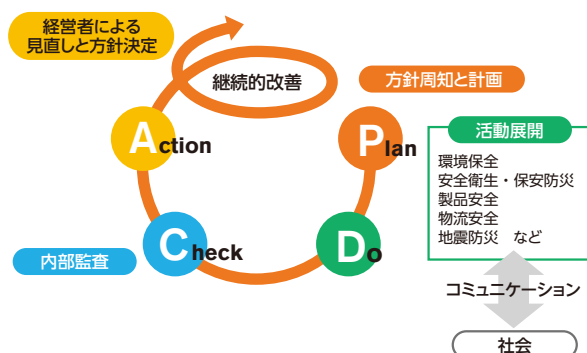 経営者による
見直しと方針決定
継続的改善
方針周知と計画
Action
Plan
活動展開
環境保全
安全衛生・保安防災
製品安全
物流安全
地震防災 など
Check
Do
内部監査
コミュニケーション
社会